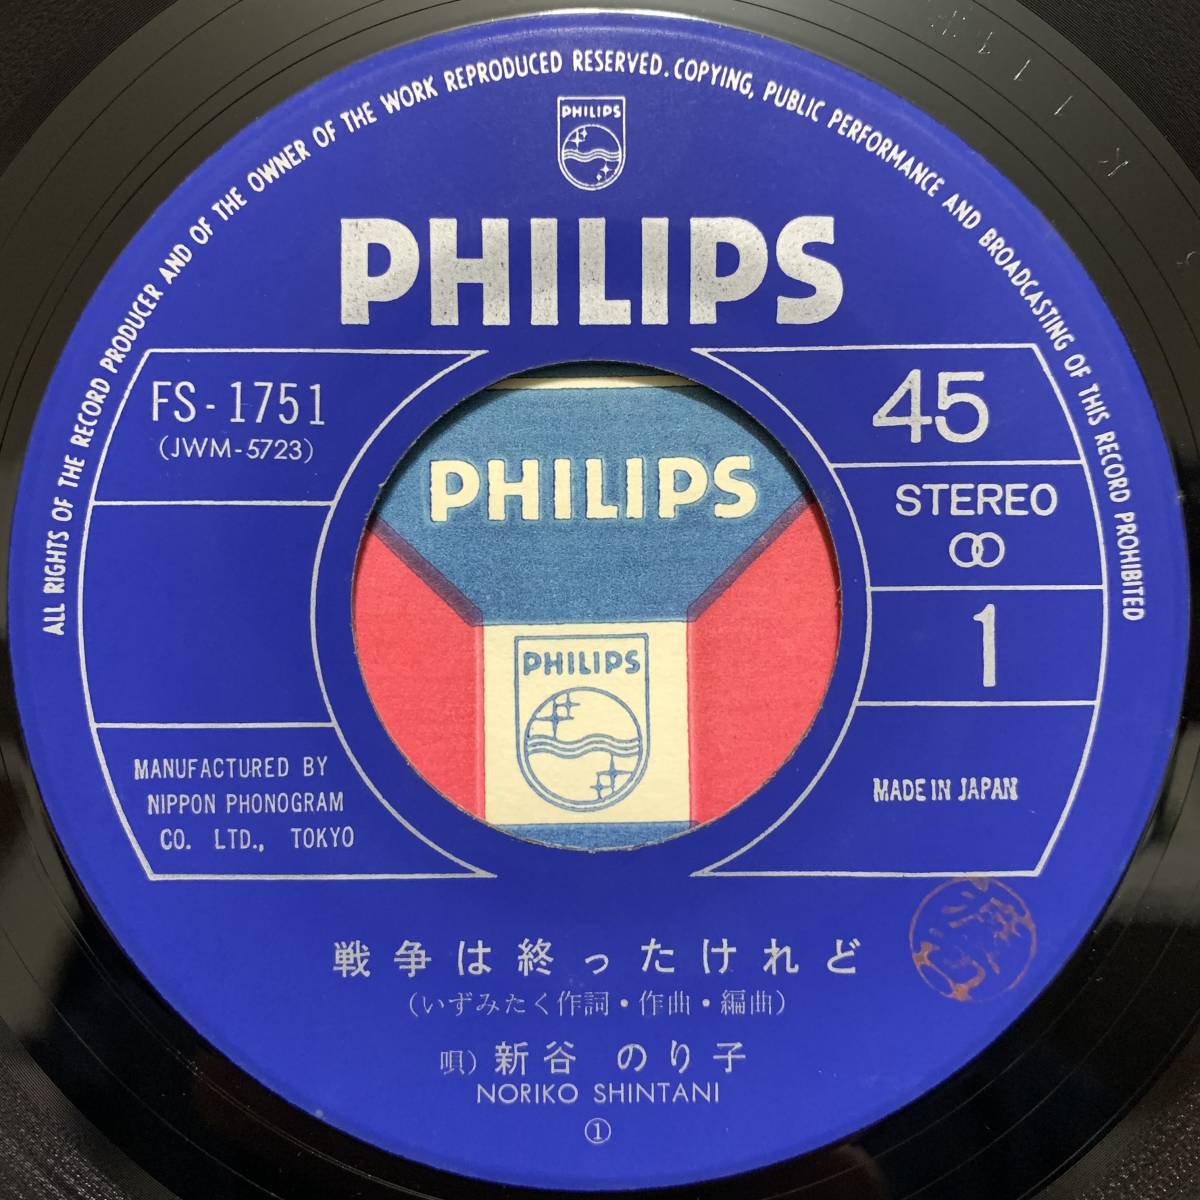 ALL RIGHTS OF THE RECORD PRODUCER AND OF THE OWNER OF THE WORK REPRODUCED RESERVED. COPYING, PUBLIC PERFORMANCE AND BROADCASTING OF THIS RECORD PROHIBITED
PHILIPS
PHILIPS
FS-1751
(JWM-5723)
45
STEREO
1
PHILIPS
PHILIPS
MANUFACTURED BY
NIPPON PHONOGRAM
CO. LTD., TOKYO
MADE IN JAPAN
戦争は終ったけれど
(いずみたく作詞・作曲・編曲)
唄) 新谷 のり子
NORIKO SHINTANI
①